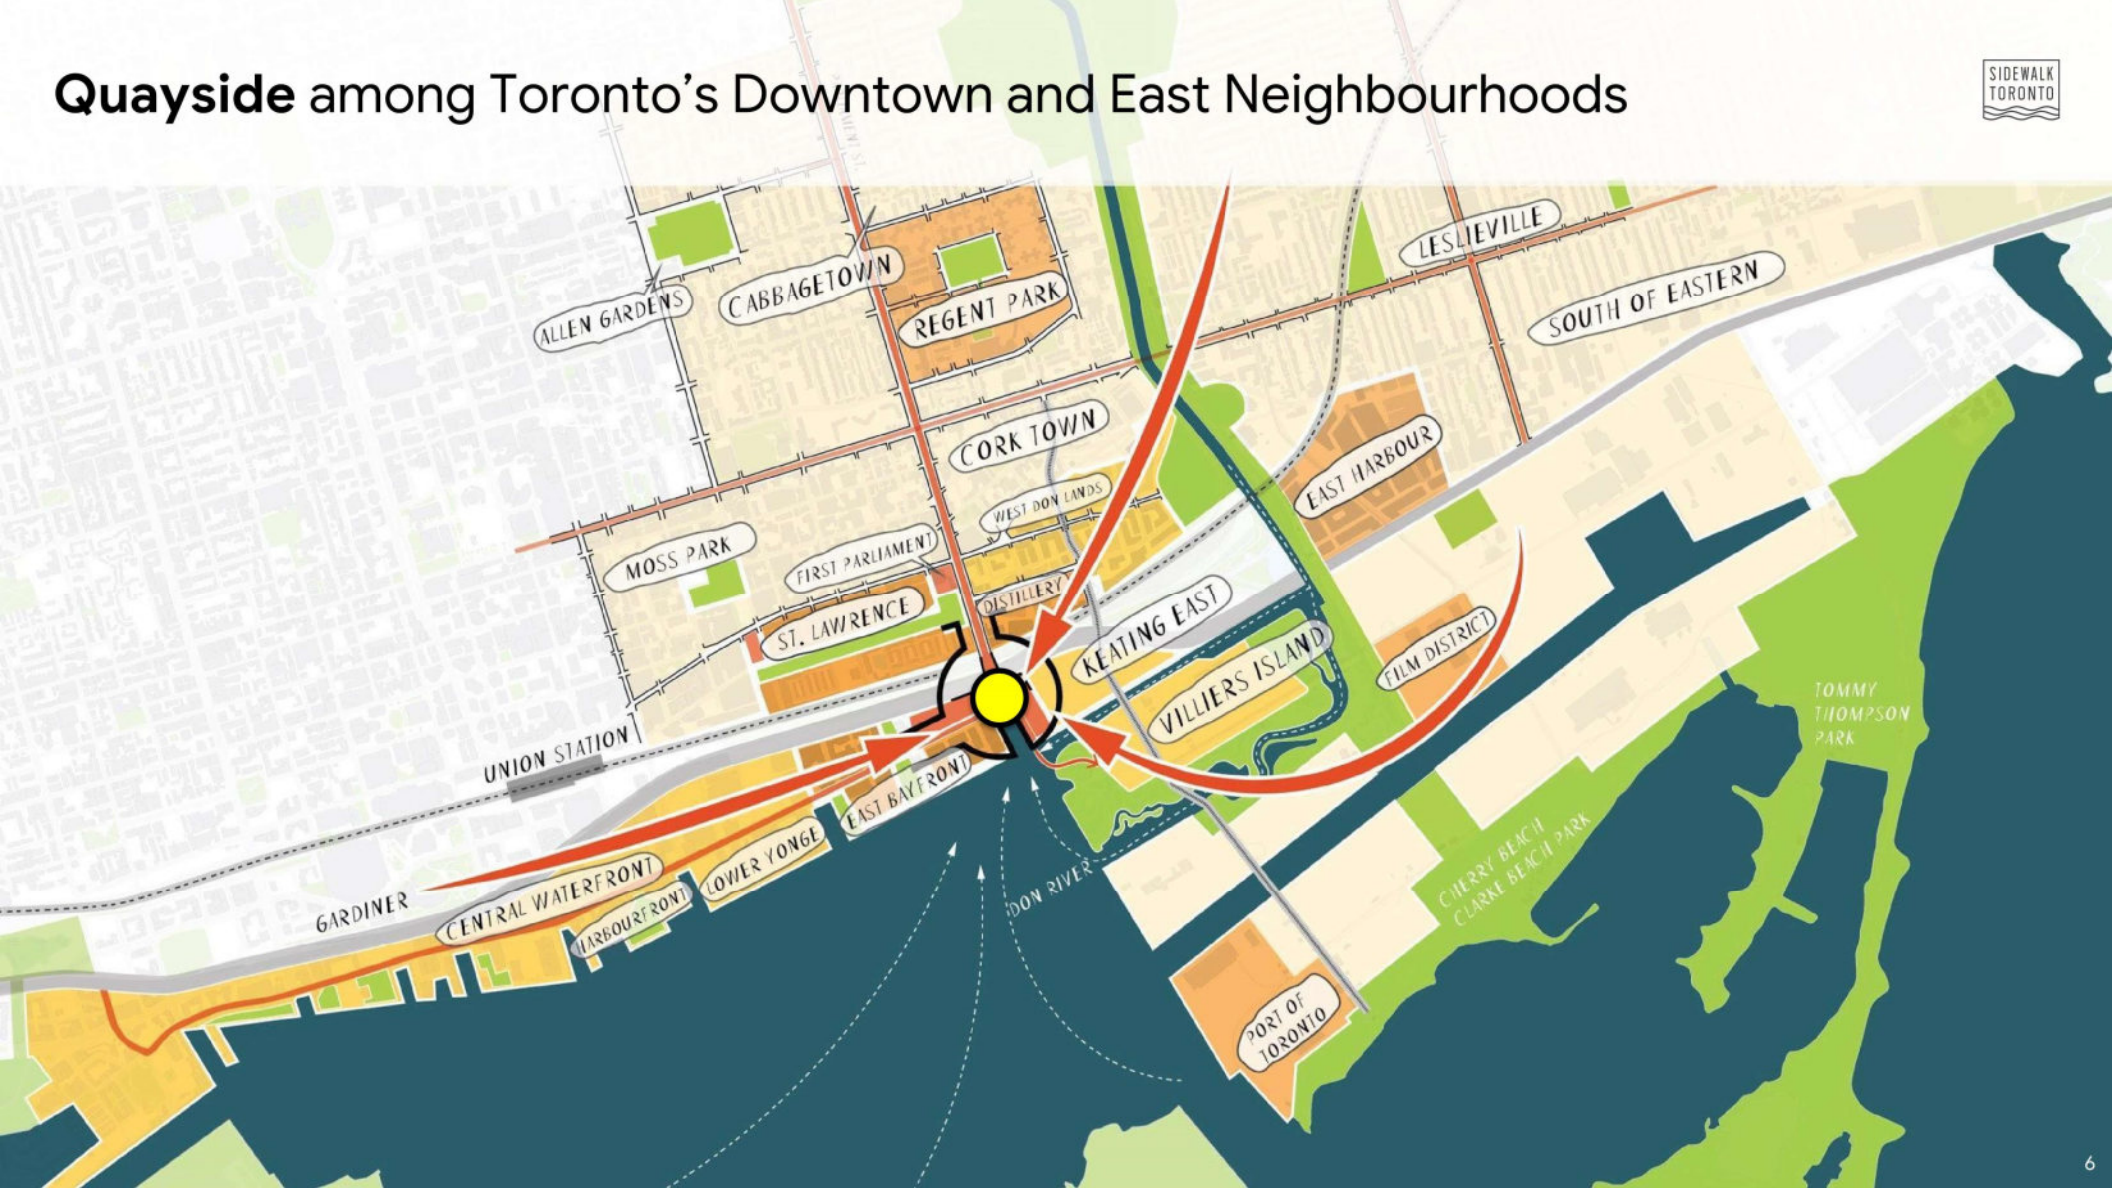 Quayside among Toronto's Downtown and East Neighbourhoods
SIDEWALK
TORONTO
LESLIEVILLE
SOUTH OF EASTERN
CABBAGETOWN
ALLEN GARDENS
REGENT PARK
CORK TOWN
EAST HARBOUR
WEST DON LANDS
MOSS PARK
FIRST PARLIAMENT
DISTILLERY
ST. LAWRENCE
KEATING EAST
VILLIERS ISLAND
FILM DISTRICT
TOMMY
THOMPSON
PARK
UNION STATION
EAST BAYFRONT
LOWER YONGE
CENTRAL WATERFRONT
HARBOURFRONT
GARDINER
DON RIVER
CHERRY BEACH
CLARKE BEACH PARK
PORT OF
TORONTO
6